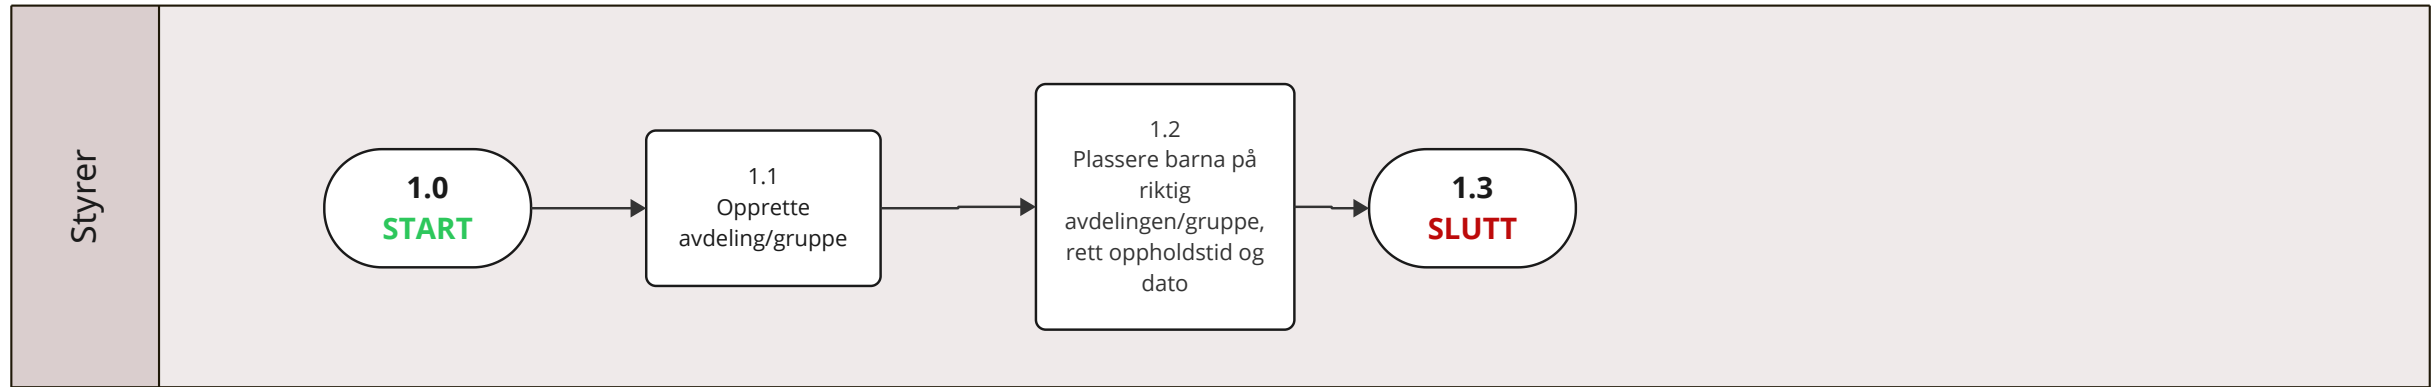 Styrer
1.0
START
1.1
Opprette
avdeling/gruppe
1.2
Plassere barna på
riktig
avdelingen/gruppe,
rett oppholdstid og
dato
1.3
SLUTT